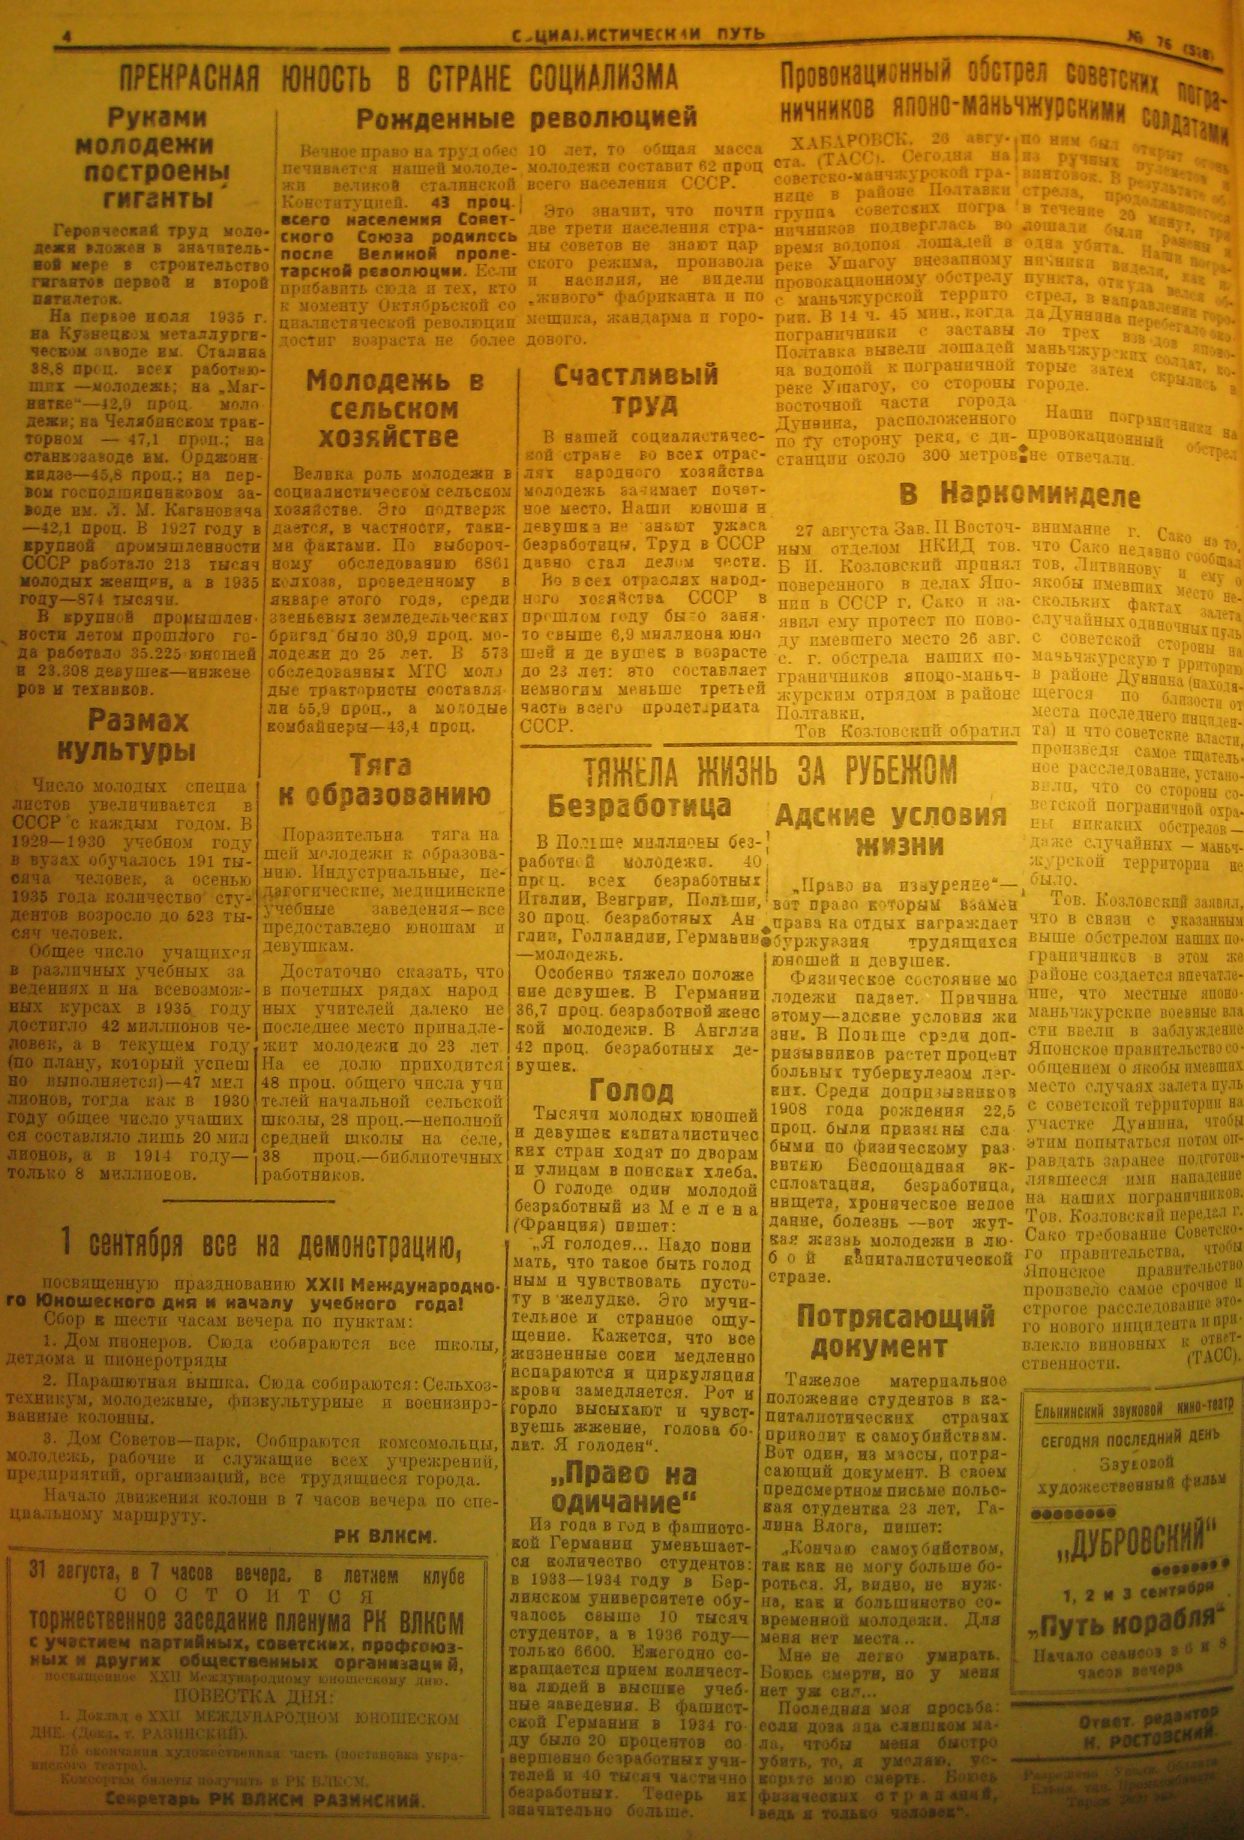 4
СОЦИАЛИСТИЧЕСКИЙ ПУТЬ
№ 76
ПРЕКРАСНАЯ ЮНОСТЬ В СТРАНЕ СОЦИАЛИЗМА
Руками
молодежи
построены
гиганты
Героический труд моло-
дежи вложен в значитель-
ной мере в строительство
гигантов первой и второй
пятилеток.
На первое июля 1935 г.
на Кузнецком металлурги-
ческом заводе им. Сталина
38,8 проц. всех работаю-
щих —молодежь; на „Маг-
нитке“—42,9 проц. моло
дежи; на Челябинском трак-
торном — 47,1 проц.; на
станкозаводе им. Орджони-
кидзе—45,8 проц.; на пер-
вом господшипниковом за-
воде им. Л. М. Кагановича
—42,1 проц. В 1927 году в
крупной промышленности
СССР работало 213 тысяч
молодых женщин, а в 1935
году—874 тысячи.
В крупной промышлен-
ности летом прошлого го-
да работало 35.225 юношей
и 23.308 девушек—инжене
ров и техников.
Размах
культуры
Число молодых специа
листов увеличивается в
СССР с каждым годом. В
1929—1930 учебном году
в вузах обучалось 191 ты-
сяча человек, а осенью
1935 года количество сту-
дентов возросло до 523 ты-
сяч человек.
Общее число учащихся
в различных учебных за
ведениях и на всевозмож-
ных курсах в 1935 году
достигло 42 миллионов че-
ловек, а в текущем году
(по плану, который успеш
но выполняется)—47 мил
лионов, тогда как в 1930
году общее число учащих
ся составляло лишь 20 мил
лионов, а в 1914 году—
только 8 миллионов.
Рожденные революцией
Вечное право на труд обес
печивается нашей молоде-
жи великой сталинской
Конституцией. 43 проц.
всего населения Совет-
ского Союза родилось
после Великой проле-
тарской революции. Если
прибавить сюда и тех, кто
к моменту Октябрьской со
циалистической революции
достиг возраста не более
10 лет, то общая масса
молодежи составит 62 проц
всего населения СССР.
Это значит, что почти
две трети населения стра-
ны советов не знают цар
ского режима, произвола
и насилия, не видели
„живого“ фабриканта и по
мещика, жандарма и горо-
дового.
Молодежь в
сельском
хозяйстве
Велика роль молодежи в
социалистическом сельском
хозяйстве. Это подтверж
дается, в частности, таки-
ми фактами. По выбороч-
ному обследованию 6861
колхоза, проведенному в
январе этого года, среди
звеньевых земледельческих
бригад было 30,9 проц. мо-
лодежи до 25 лет. В 573
обследованных МТС моло
дые трактористы составля-
ли 55,9 проц., а молодые
комбайнеры—43,4 проц.
Тяга
к образованию
Поразительна тяга на
шей молодежи к образова-
нию. Индустриальные, пе-
дагогические, медицинские
учебные заведения—все
предоставлено юношам и
девушкам.
Достаточно сказать, что
в почетных рядах народ
ных учителей далеко не
последнее место принадле-
жит молодежи до 23 лет
На ее долю приходится
48 проц. общего числа учи
телей начальной сельской
школы, 28 проц.—неполной
средней школы на селе,
38 проц.—библиотечных
работников.
Счастливый
труд
В нашей социалистичес-
кой стране во всех отрас-
лях народного хозяйства
молодежь занимает почет-
ное место. Наши юноши и
девушка не знают ужаса
безработицы. Труд в СССР
давно стал делом чести.
Во всех отраслях народ-
ного хозяйства СССР в
прошлом году было заня-
то свыше 6,9 миллиона юно
шей и девушек в возрасте
до 23 лет: это составляет
немногим меньше третьей
части всего пролетариата
СССР.
Провокационный обстрел советских погра-
ничников японо-маньчжурскими солдатами
ХАБАРОВСК, 26 авгу-
ста. (ТАСС). Сегодня на
советско-манчжурской гра-
нице в районе Полтавки
группа советских погра
ничников подверглась во
время водопоя лошадей в
реке Ушагоу внезапному
провокационному обстрелу
с маньчжурской террито
рии. В 14 ч. 45 мин., когда
пограничники с заставы
Полтавка вывели лошадей
на водопой к пограничной
реке Ушагоу, со стороны
восточной части города
Дуннина, расположенного
по ту сторону реки, с ди-
станции около 300 метров
по ним был открыт огонь
из ручных пулеметов и
винтовок. В результате об-
стрела, продолжавшегося
в течение 20 минут, три
лошади были ранены и
одна убита. Наши погра-
ничники видели, как из
пункта, откуда велся об-
стрел, в направлении горо-
да Дуннина перебегало око-
ло трех взводов японо-
маньчжурских солдат, ко-
торые затем скрылись в
городе.
Наши пограничники на
провокационный обстрел
не отвечали.
В Наркоминделе
27 августа Зав. II Восточ-
ным отделом НКИД тов.
Б И. Козловский принял
поверенного в делах Япо-
нии в СССР г. Сако и за-
явил ему протест по пово-
ду имевшего место 26 авг.
с. г. обстрела наших по-
граничников японо-маньч-
журским отрядом в районе
Полтавки.
Тов Козловский обратил
внимание г. Сако на то,
что Сако недавно сообщал
тов. Литвинову и ему о
якобы имевших место не-
скольких фактах залета
случайных одиночных пуль
с советской стороны на
маньчжурскую территорию
в районе Дуннина (находя-
щегося по близости от
места последнего инциден-
та) и что советские власти,
произведя самое тщатель-
ное расследование, устано-
вили, что со стороны со-
ветской пограничной охра-
ны никаких обстрелов—
даже случайных — маньч-
журской территории не
было.
Тов. Козловский заявил,
что в связи с указанным
выше обстрелом наших по-
граничников в этом же
районе создается впечатле-
ние, что местные японо-
маньчжурские военные вла
сти ввели в заблуждение
Японское правительство со-
общением о якобы имевших
место случаях залета пуль
с советской территории на
участке Дуннина, чтобы
этим попытаться потом оп-
равдать заранее подготов-
лявшееся ими нападение
на наших пограничников.
Тов. Козловский передал г.
Сако требование Советско-
го правительства, чтобы
Японское правительство
произвело самое срочное и
строгое расследование это-
го нового инцидента и при-
влекло виновных к ответ-
ственности. (ТАСС).
ТЯЖЕЛА ЖИЗНЬ ЗА РУБЕЖОМ
Безработица
В Польше миллионы без-
работной молодежи. 40
проц. всех безработных
Италии, Венгрии, Польши,
30 проц. безработных Ан
глии, Голландии, Германии
—молодежь.
Особенно тяжело положе
ние девушек. В Германии
36,7 проц. безработной женс
кой молодежи. В Англии
42 проц. безработных де-
вушек.
Голод
Тысячи молодых юношей
и девушек капиталистичес
ких стран ходят по дворам
и улицам в поисках хлеба.
О голоде один молодой
безработный из Мелева
(Франция) пишет:
„Я голоден... Надо пони
мать, что такое быть голод
ным и чувствовать пусто-
ту в желудке. Это мучи-
тельное и странное ощу-
щение. Кажется, что все
жизненные соки медленно
испаряются и циркуляция
крови замедляется. Рот и
горло высыхают и чувст-
вуешь жжение, голова бо-
лит. Я голоден“.
„Право на
одичание“
Из года в год в фашистс-
кой Германии уменьшает-
ся количество студентов:
в 1933—1934 году в Бер-
линском университете обу-
чалось свыше 10 тысяч
студентов, а в 1936 году—
только 6600. Ежегодно со-
кращается прием количест-
ва людей в высшие учеб-
ные заведения. В фашист-
ской Германии в 1934 го-
ду было 20 процентов со-
вершенно безработных учи-
телей и 40 тысяч частично
безработных. Теперь их
значительно больше.
Адские условия
жизни
„Право на изнурение“—
вот право которым взамен
права на отдых награждает
буржуазия трудящихся
юношей и девушек.
Физическое состояние мо
лодежи падает. Причина
этому—адские условия жи
зни. В Польше среди доп-
ризывников растет процент
больных туберкулезом лег-
ких. Среди допризывников
1908 года рождения 22,5
проц. были признаны сла
быми по физическому раз-
витию Беспощадная эк-
сплоатация, безработица,
нищета, хроническое недое
дание, болезнь —вот жут-
кая жизнь молодежи в лю-
бой капиталистической
стране.
Потрясающий
документ
Тяжелое материальное
положение студентов в ка-
питалистических странах
приводит к самоубийствам.
Вот один, из массы, потря-
сающий документ. В своем
предсмертном письме поль-
ская студентка 23 лет, Га-
лина Влога, пишет:
„Кончаю самоубийством,
так как не могу больше бо-
роться. Я, видно, не нуж-
на, как и большинство со-
временной молодежи. Для
меня нет места..
Мне не легко умирать.
Боюсь смерти, но у меня
нет уж сил...
Последняя моя просьба:
если доза яда слишком ма-
ла, чтобы меня быстро
убить, то, я умоляю, ус-
корьте мою смерть. Боюсь
физических страданий,
ведь я только человек“.
1 сентября все на демонстрацию,
посвященную празднованию XXII Международно-
го Юношеского дня и началу учебного года!
Сбор к шести часам вечера по пунктам:
1. Дом пионеров. Сюда собираются все школы,
детдома и пионеротряды
2. Парашютная вышка. Сюда собираются: Сельхоз-
техникум, молодежные, физкультурные и военизиро-
ванные колонны.
3. Дом Советов—парк. Собираются комсомольцы,
молодежь, рабочие и служащие всех учреждений,
предприятий, организаций, все трудящиеся города.
Начало движения колонн в 7 часов вечера по спе-
циальному маршруту.
РК ВЛКСМ.
31 августа, в 7 часов вечера, в летнем клубе
СОСТОИТСЯ
торжественное заседание пленума РК ВЛКСМ
с участием партийных, советских, профсоюз-
ных и других общественных организаций,
посвященное XXII Международному юношескому дню.
ПОВЕСТКА ДНЯ:
1. Доклад о XXII МЕЖДУНАРОДНОМ ЮНОШЕСКОМ
ДНЕ. (Докл. т. РАЗИНСКИЙ).
По окончании художественная часть (постановка укра-
инского театра).
Комсоргам билеты получить в РК ВЛКСМ.
Секретарь РК ВЛКСМ РАЗИНСКИЙ.
Ельнинский звуковой кино-театр
СЕГОДНЯ ПОСЛЕДНИЙ ДЕНЬ
Звуковой
художественный фильм
„ДУБРОВСКИЙ“
1, 2 и 3 сентября
„Путь корабля“
Начало сеансов в 6 и 8
часов вечера
Ответ. редактор
Н. РОСТОВСКИЙ.